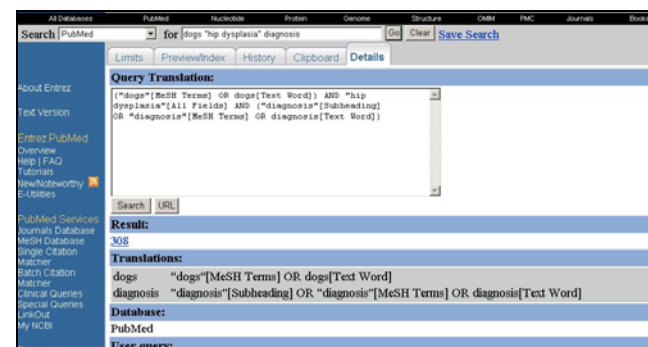 All Databases PubMed Nucleotide Protein Genome Structure OMIM PMC Journals Books
Search PubMed for dogs "hip dysplasia" diagnosis Go Clear Save Search
Limits Preview/Index History Clipboard Details
About Entrez
Text Version
Entrez PubMed
Overview
Help | FAQ
Tutorials
New/Noteworthy
E-Utilities
PubMed Services
Journals Database
MeSH Database
Single Citation
Matcher
Batch Citation
Matcher
Clinical Queries
Special Queries
LinkOut
My NCBI
Query Translation:
("dogs"[MeSH Terms] OR dogs[Text Word]) AND "hip
dysplasia"[All Fields] AND ("diagnosis"[Subheading]
OR "diagnosis"[MeSH Terms] OR diagnosis[Text Word])
Search URL
Result:
308
Translations:
dogs "dogs"[MeSH Terms] OR dogs[Text Word]
diagnosis "diagnosis"[Subheading] OR "diagnosis"[MeSH Terms] OR diagnosis[Text Word]
Database:
PubMed
User query: